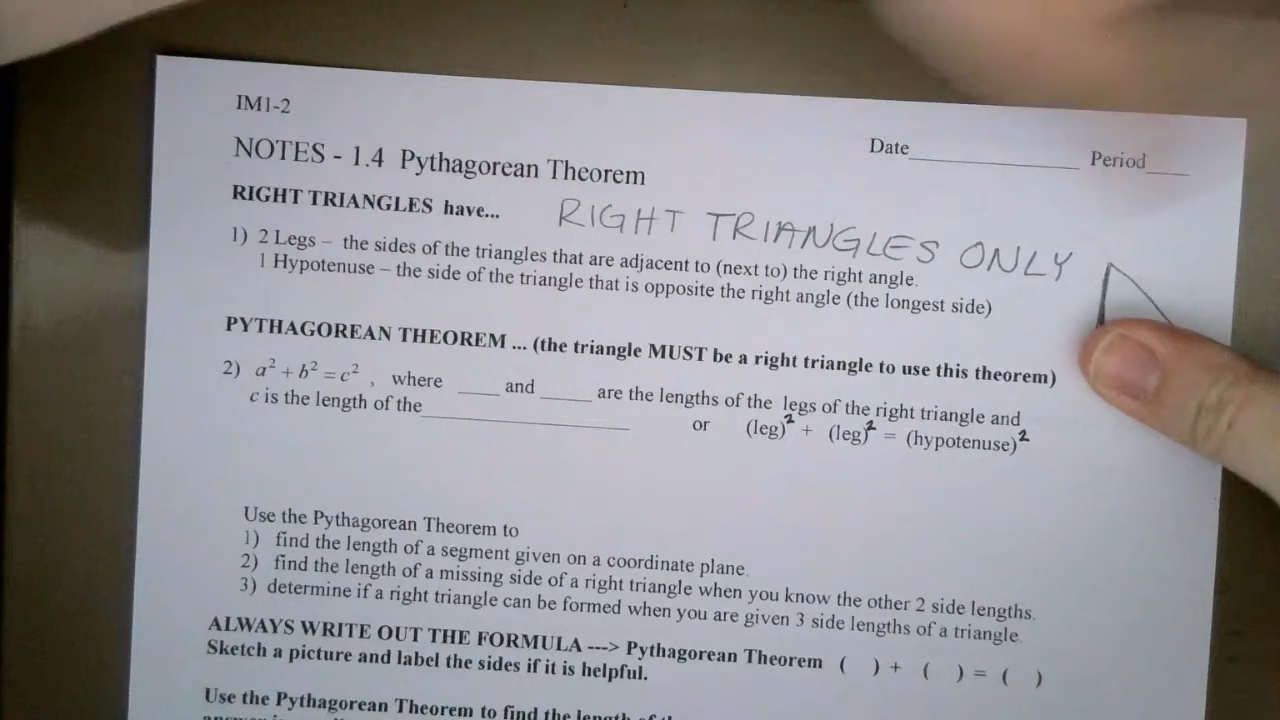 IM1-2
Date____________ Period____
NOTES - 1.4 Pythagorean Theorem
RIGHT TRIANGLES have... RIGHT TRIANGLES ONLY
1) 2 Legs – the sides of the triangles that are adjacent to (next to) the right angle.
1 Hypotenuse – the side of the triangle that is opposite the right angle (the longest side)
PYTHAGOREAN THEOREM ... (the triangle MUST be a right triangle to use this theorem)
2) a² + b² = c² , where ____ and _____ are the lengths of the legs of the right triangle and
c is the length of the____________________ or (leg)² + (leg)² = (hypotenuse)²
Use the Pythagorean Theorem to
1) find the length of a segment given on a coordinate plane.
2) find the length of a missing side of a right triangle when you know the other 2 side lengths.
3) determine if a right triangle can be formed when you are given 3 side lengths of a triangle.
ALWAYS WRITE OUT THE FORMULA ---> Pythagorean Theorem ( ) + ( ) = ( )
Sketch a picture and label the sides if it is helpful.
Use the Pythagorean Theorem to find the length of